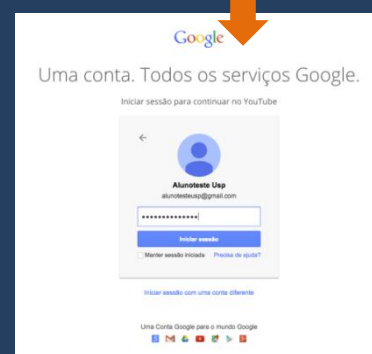 Google
Uma conta. Todos os serviços Google.
Iniciar sessão para continuar no YouTube
Alunoteste Usp
alunotesteusp@gmail.com
••••••••••••••
Iniciar sessão
Manter sessão iniciada Precisa de ajuda?
Iniciar sessão com uma conta diferente
Uma Conta Google para o mundo Google